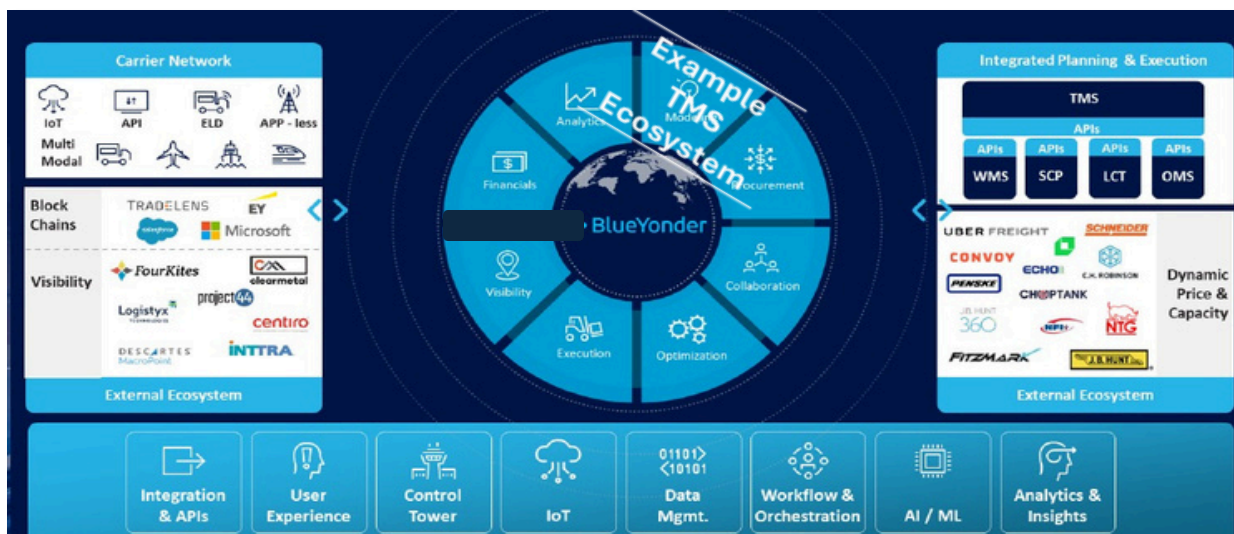 Carrier Network
IoT
API
ELD
APP - less
Multi
Modal
Block
Chains
TRADELENS
EY
salesforce
Microsoft
Visibility
FourKites
clearmetal
project44
Logistyx
TECHNOLOGIES
centiro
DESCARTES
MacroPoint
INTTRA
External Ecosystem
Example
TMS
Ecosystem
Analytics
Procurement
Financials
BlueYonder
Visibility
Collaboration
Execution
Optimization
Integrated Planning & Execution
TMS
APIs
APIs
APIs
APIs
APIs
WMS
SCP
LCT
OMS
UBER FREIGHT
SCHNEIDER
CONVOY
ECHO
C.H. ROBINSON
PENSKE
CHOPTANK
J.B. HUNT
360
NFI
NTG
FITZMARK
J.B. HUNT
Dynamic
Price &
Capacity
External Ecosystem
Integration
& APIs
User
Experience
Control
Tower
IoT
01101>
<10101
Data
Mgmt.
Workflow &
Orchestration
AI / ML
Analytics &
Insights